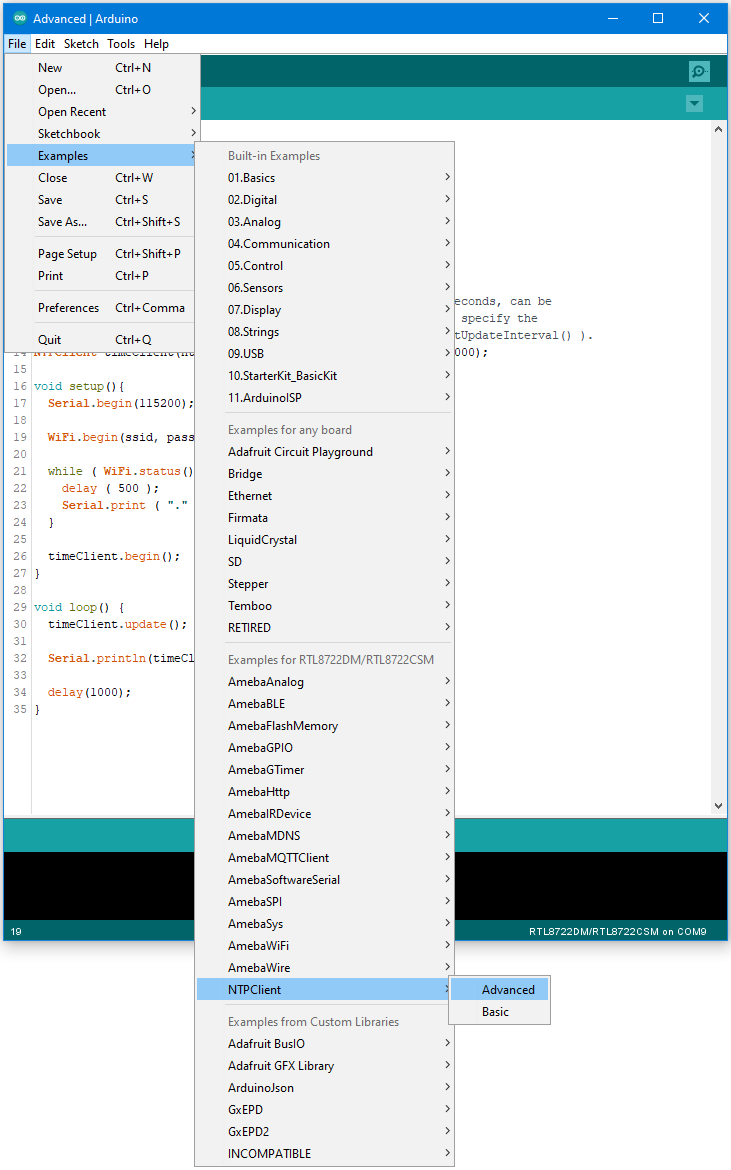 Advanced | Arduino
File Edit Sketch Tools Help
New Ctrl+N
Open... Ctrl+O
Open Recent
Sketchbook
Examples
Close Ctrl+W
Save Ctrl+S
Save As... Ctrl+Shift+S
Page Setup Ctrl+Shift+P
Print Ctrl+P
Preferences Ctrl+Comma
Quit Ctrl+Q
Built-in Examples
01.Basics
02.Digital
03.Analog
04.Communication
05.Control
06.Sensors
07.Display
08.Strings
09.USB
10.StarterKit_BasicKit
11.ArduinoISP
Examples for any board
Adafruit Circuit Playground
Bridge
Ethernet
Firmata
LiquidCrystal
SD
Stepper
Temboo
RETIRED
Examples for RTL8722DM/RTL8722CSM
AmebaAnalog
AmebaBLE
AmebaFlashMemory
AmebaGPIO
AmebaGTimer
AmebaHttp
AmebaIRDevice
AmebaMDNS
AmebaMQTTClient
AmebaSoftwareSerial
AmebaSPI
AmebaSys
AmebaWiFi
AmebaWire
NTPClient
Examples from Custom Libraries
Adafruit BusIO
Adafruit GFX Library
ArduinoJson
GxEPD
GxEPD2
INCOMPATIBLE
Advanced
Basic
econds, can be
specify the
tUpdateInterval() ).
000);
15
16 void setup(){
17 Serial.begin(115200);
18
19 WiFi.begin(ssid, pass
20
21 while ( WiFi.status()
22 delay ( 500 );
23 Serial.print ( "."
24 }
25
26 timeClient.begin();
27 }
28
29 void loop() {
30 timeClient.update();
31
32 Serial.println(timeCl
33
34 delay(1000);
35 }
19 RTL8722DM/RTL8722CSM on COM9